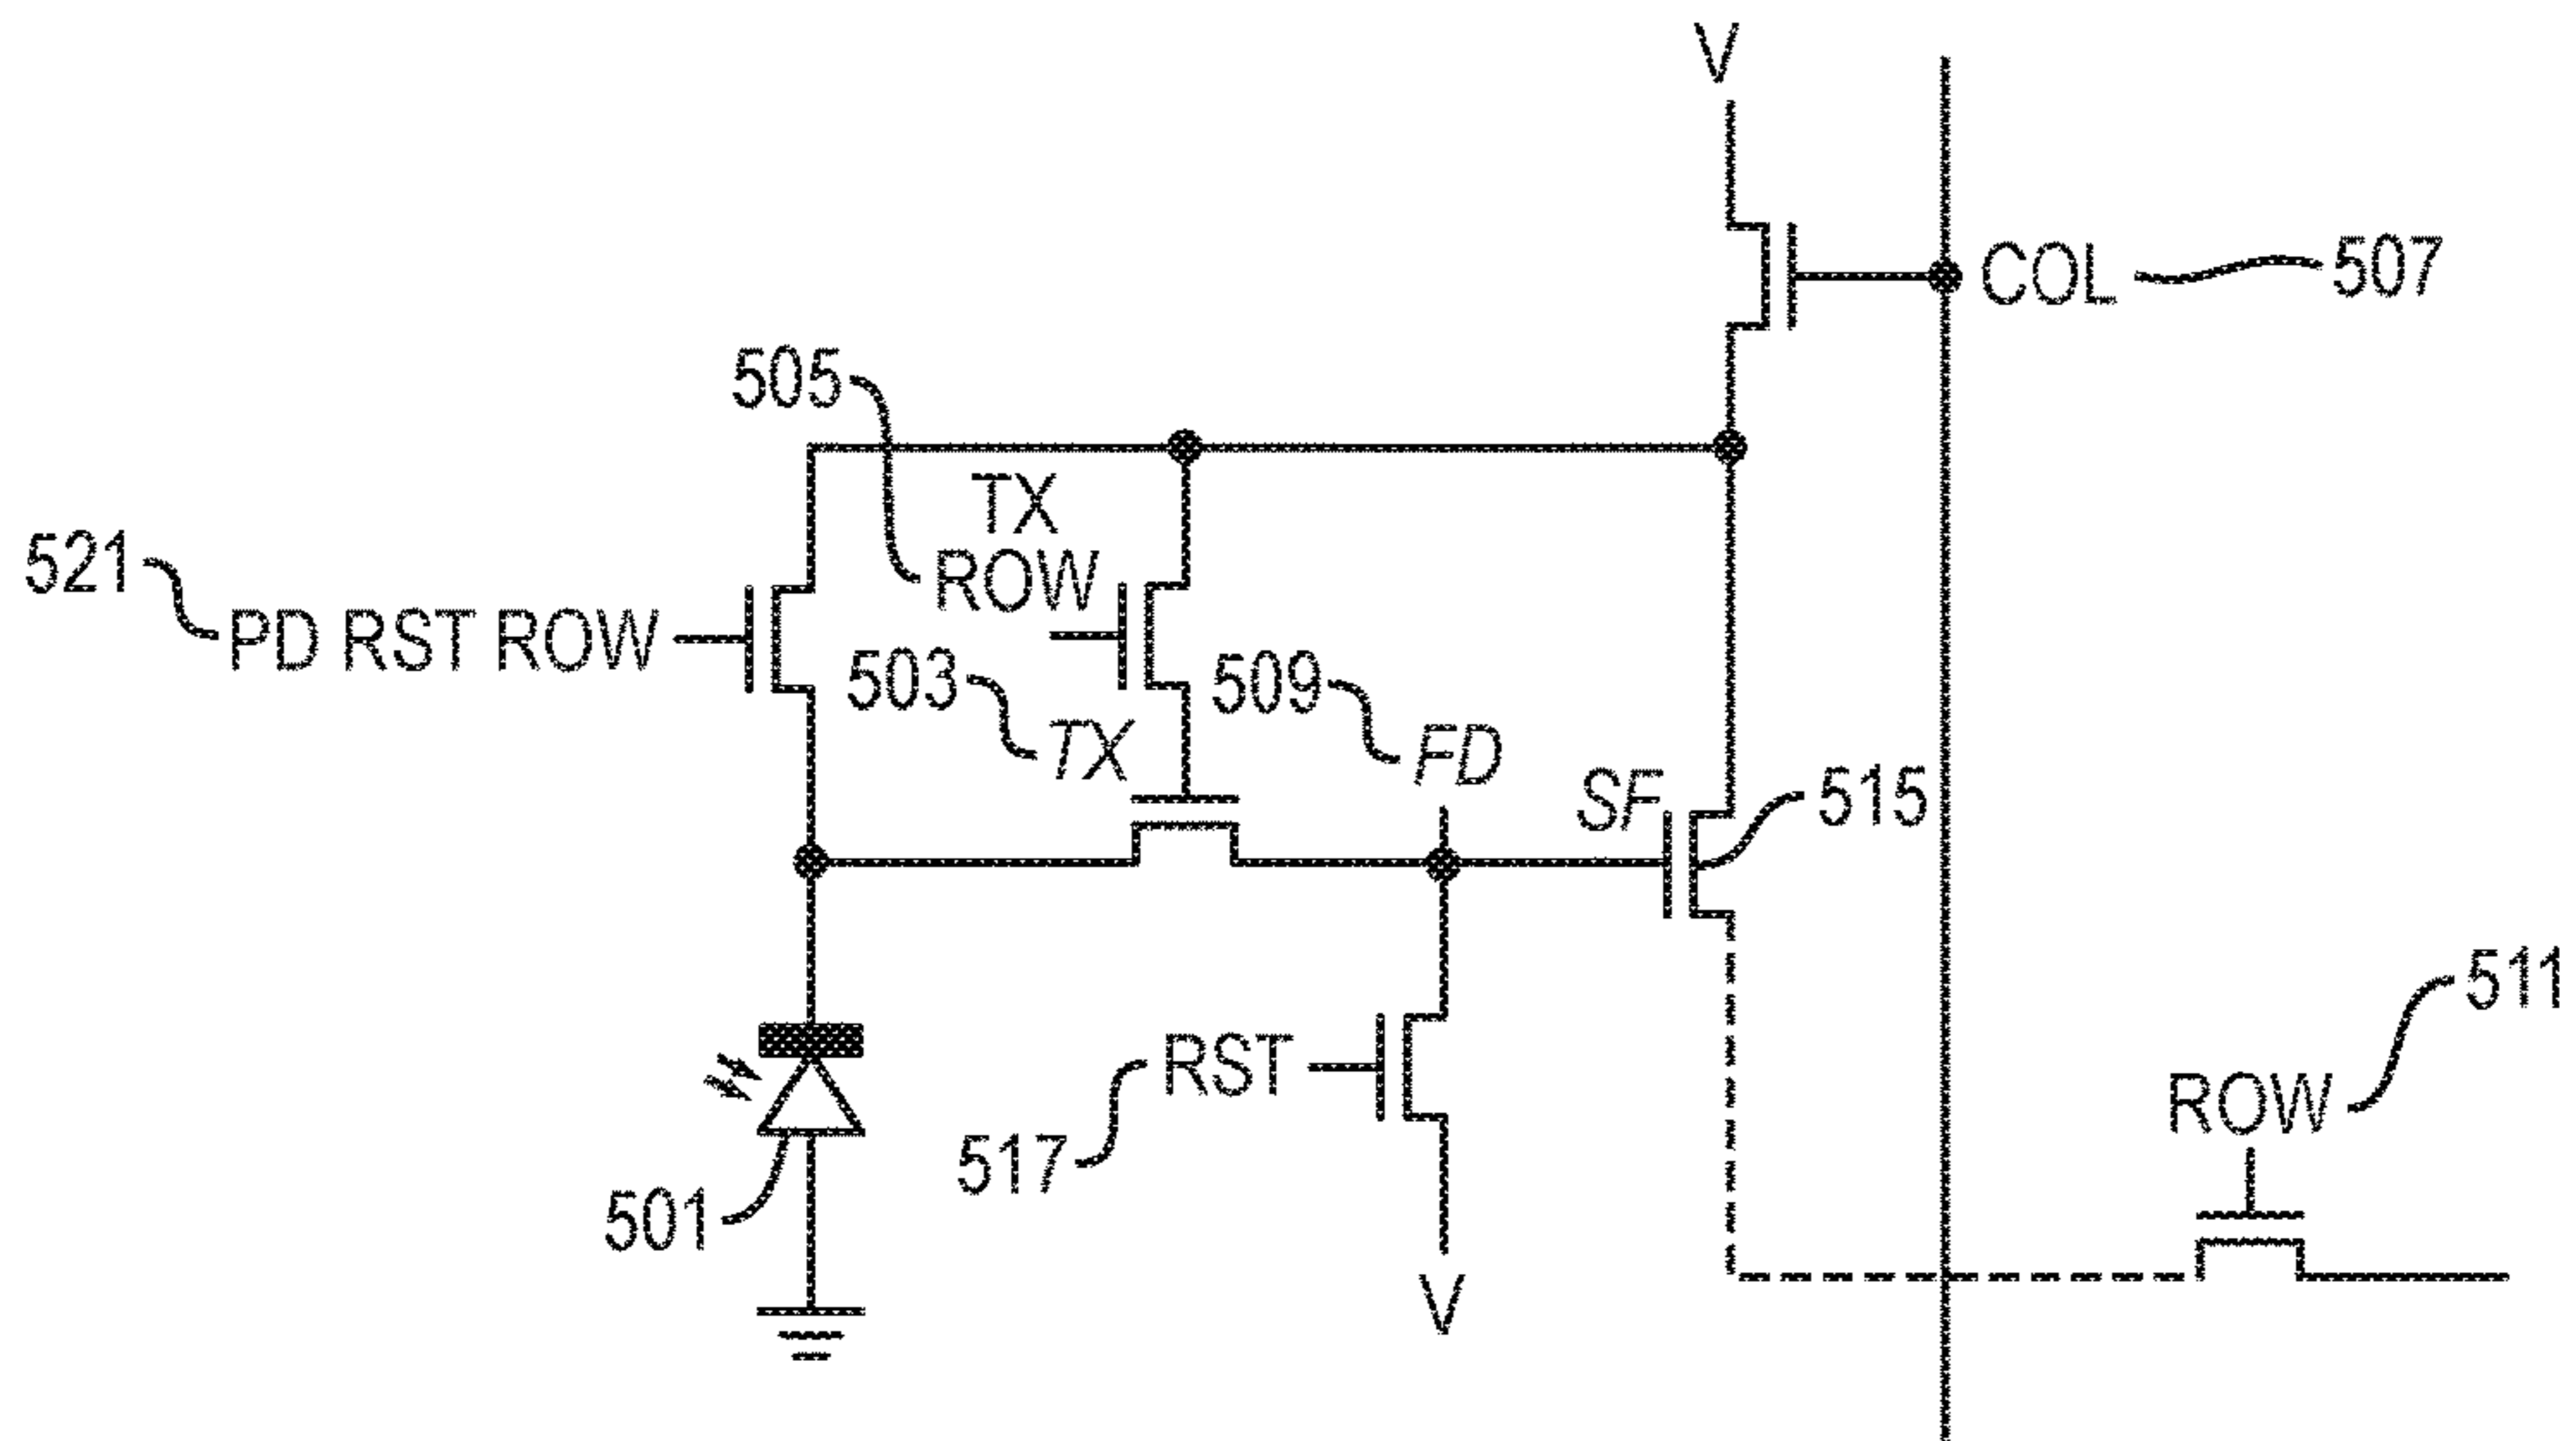 V
COL 507
505
TX
521
ROW
PD RST ROW
503
509
TX
FD
SF
515
511
RST
ROW
517
501
V